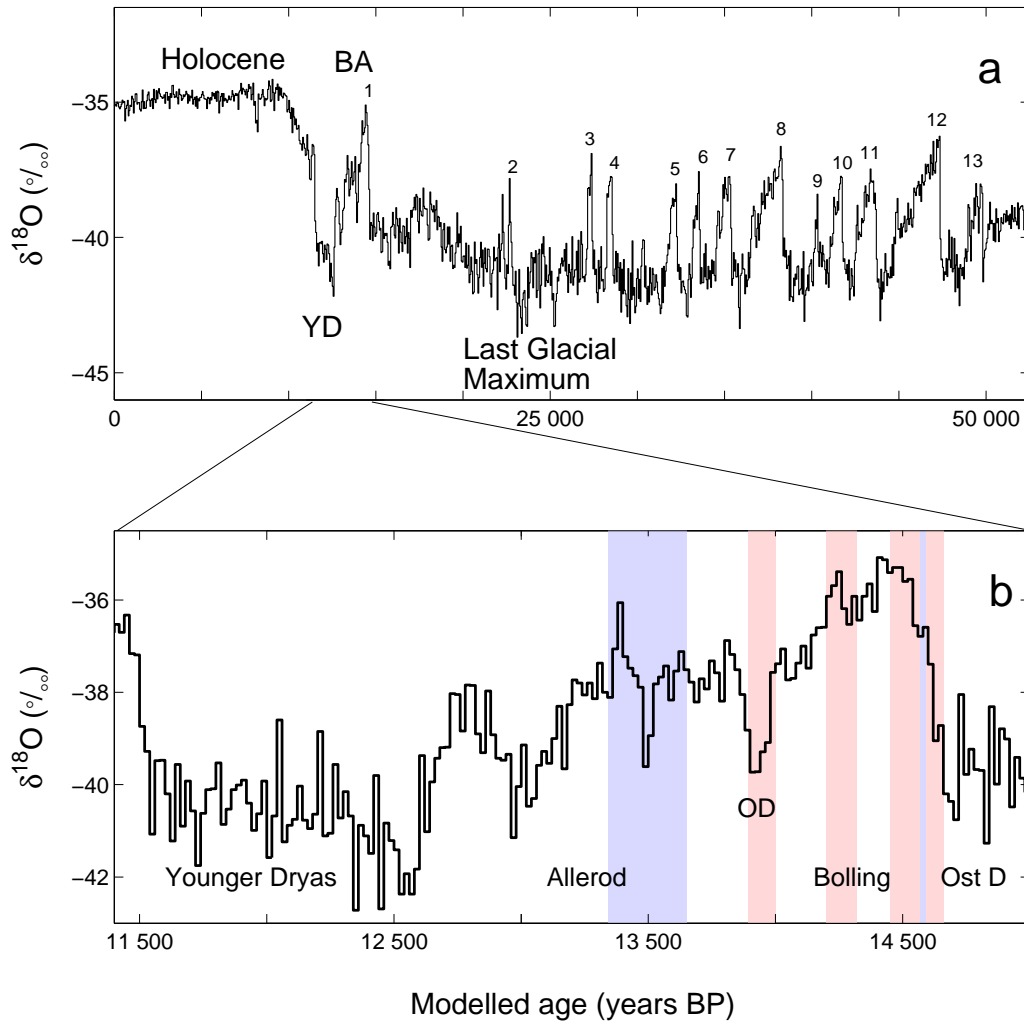 Holocene
BA
a
1
2
3
4
5
6
7
8
9
10
11
12
13
YD
Last Glacial
Maximum
δ18O (°/°°)
−35
−40
−45
0
25 000
50 000
b
δ18O (°/°°)
−36
−38
−40
−42
OD
Younger Dryas
Allerod
Bolling
Ost D
11 500
12 500
13 500
14 500
Modelled age (years BP)